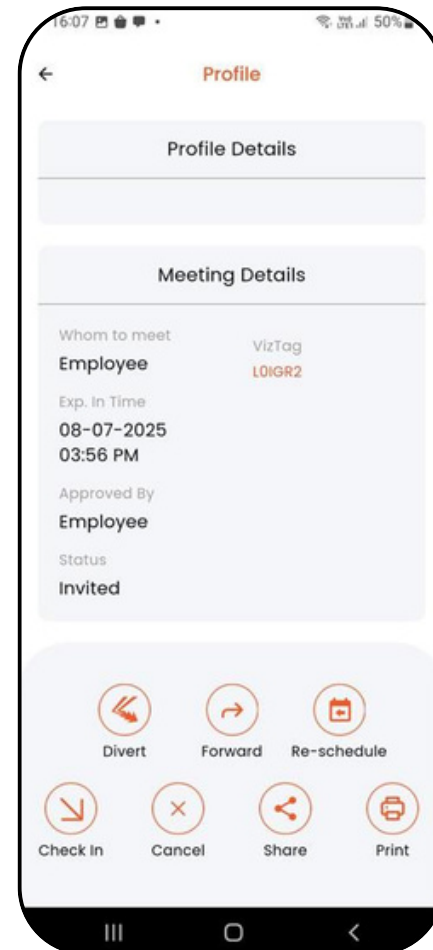 16:07 50%
Profile
Profile Details
Meeting Details
Whom to meet
Employee
VizTag
L0IGR2
Exp. In Time
08-07-2025
03:56 PM
Approved By
Employee
Status
Invited
Divert Forward Re-schedule
Check In Cancel Share Print